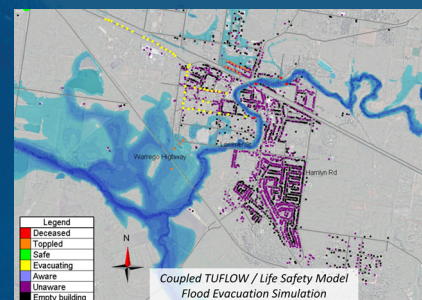 Warrego Highway
Hamlyn Rd
Legend
Deceased
Toppled
Safe
Evacuating
Aware
Unaware
Empty building
N
Coupled TUFLOW / Life Safety Model
Flood Evacuation Simulation